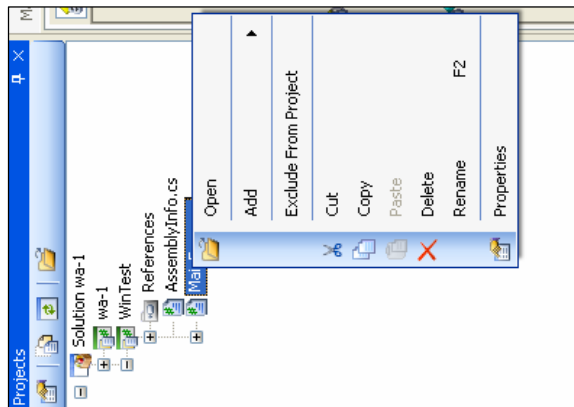 Projects
Solution wa-1
wa-1
WinTest
References
AssemblyInfo.cs
Open
Add
Exclude From Project
Cut
Copy
Paste
Delete
Rename F2
Properties